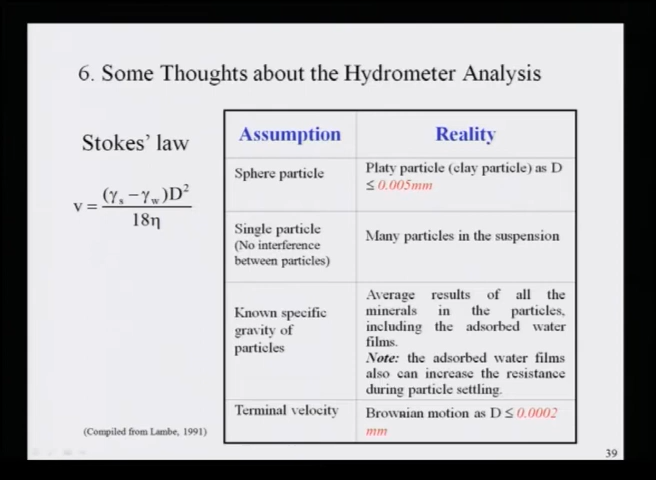 6. Some Thoughts about the Hydrometer Analysis
Stokes' law
v = (γs − γw)D² / 18η
Assumption
Reality
Sphere particle
Platy particle (clay particle) as D
≤ 0.005mm
Single particle
(No interference
between particles)
Many particles in the suspension
Known specific
gravity of
particles
Average results of all the
minerals in the particles,
including the adsorbed water
films.
Note: the adsorbed water films
also can increase the resistance
during particle settling.
Terminal velocity
Brownian motion as D ≤ 0.0002
mm
(Compiled from Lambe, 1991)
39